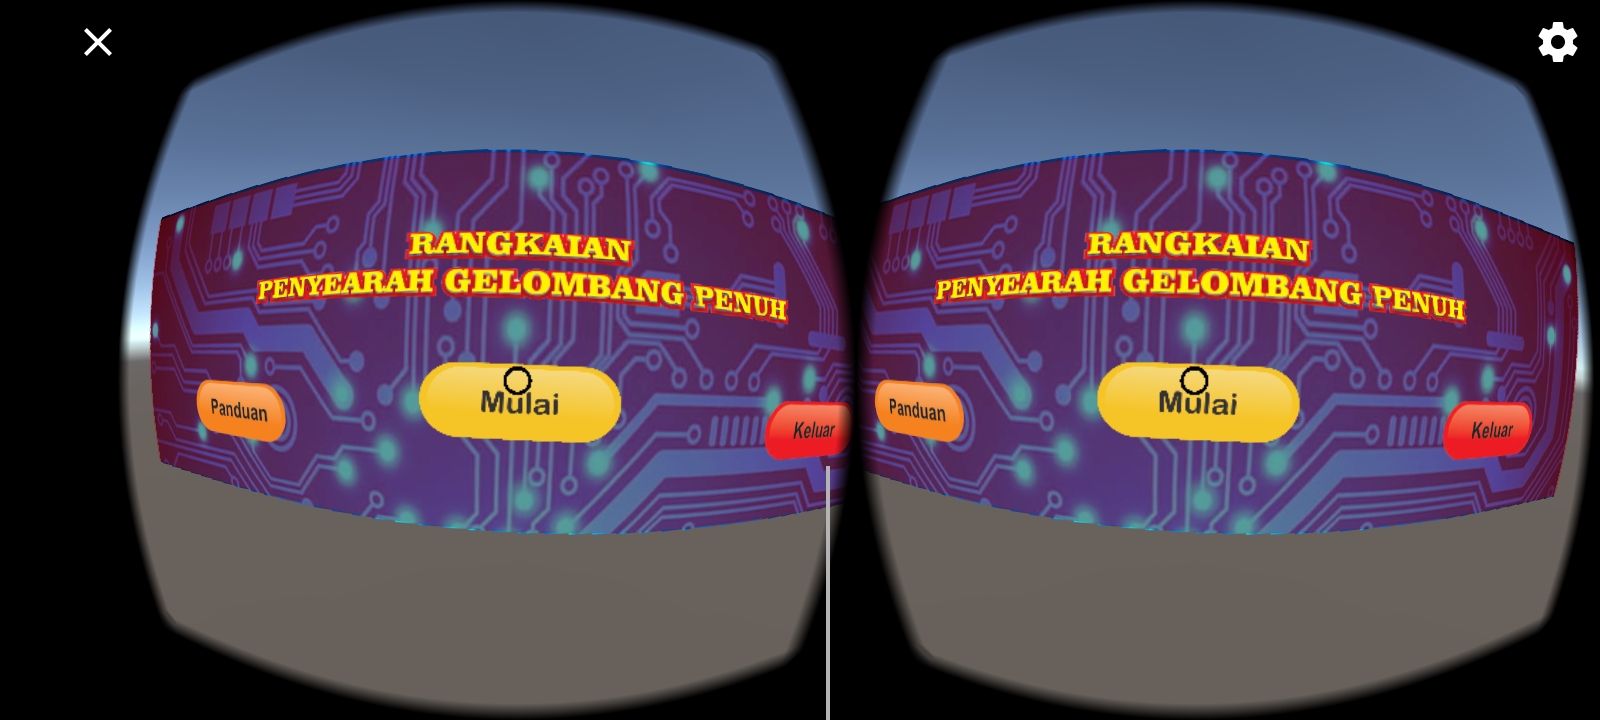 RANGKAIAN
PENYEARAH GELOMBANG PENUH
Panduan
Mulai
Keluar
RANGKAIAN
PENYEARAH GELOMBANG PENUH
Panduan
Mulai
Keluar